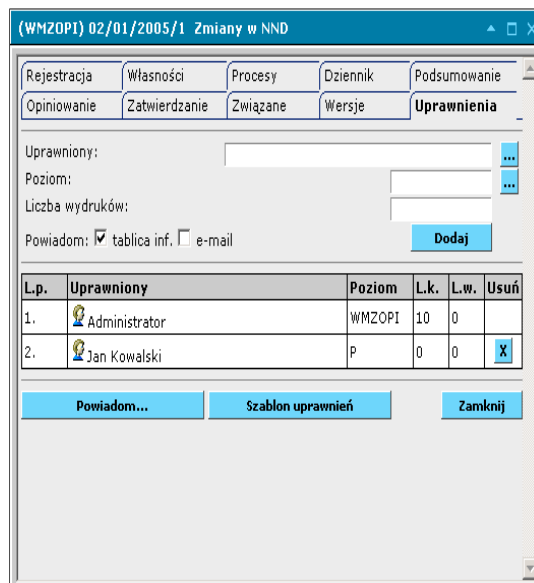 (WMZOPI) 02/01/2005/1 Zmiany w NND
Rejestracja Własności Procesy Dziennik Podsumowanie
Opiniowanie Zatwierdzanie Związane Wersje Uprawnienia
Uprawniony: ...
Poziom: ...
Liczba wydruków:
Powiadom: tablica inf. e-mail Dodaj
L.p. Uprawniony Poziom L.k. L.w. Usuń
1. Administrator WMZOPI 10 0
2. Jan Kowalski P 0 0 X
Powiadom... Szablon uprawnień Zamknij